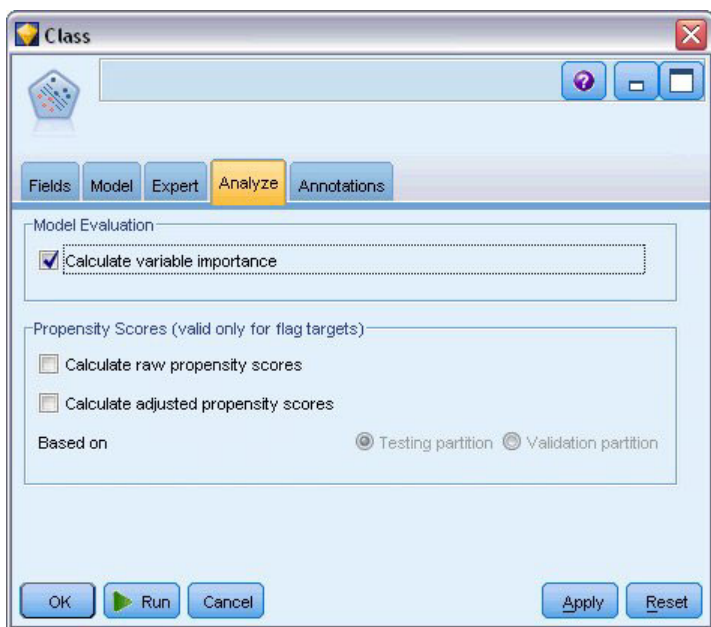 Class
?
Fields Model Expert Analyze Annotations
Model Evaluation
Calculate variable importance
Propensity Scores (valid only for flag targets)
Calculate raw propensity scores
Calculate adjusted propensity scores
Based on Testing partition Validation partition
OK Run Cancel Apply Reset